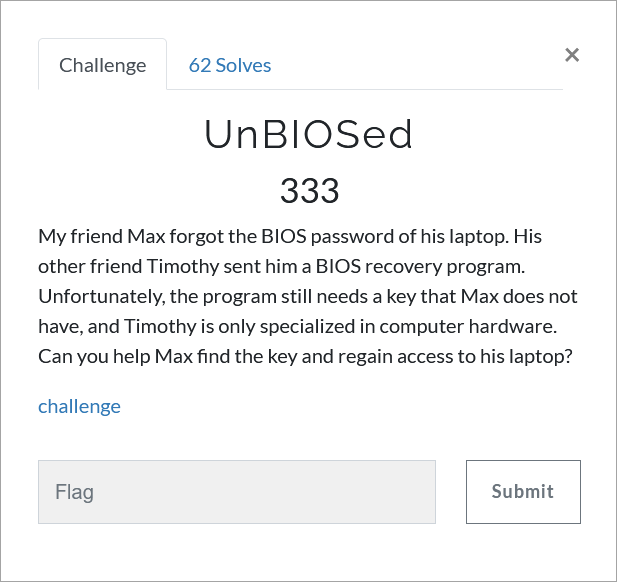 Challenge
62 Solves
×
UnBIOSed
333
My friend Max forgot the BIOS password of his laptop. His
other friend Timothy sent him a BIOS recovery program.
Unfortunately, the program still needs a key that Max does not
have, and Timothy is only specialized in computer hardware.
Can you help Max find the key and regain access to his laptop?
challenge
Flag
Submit